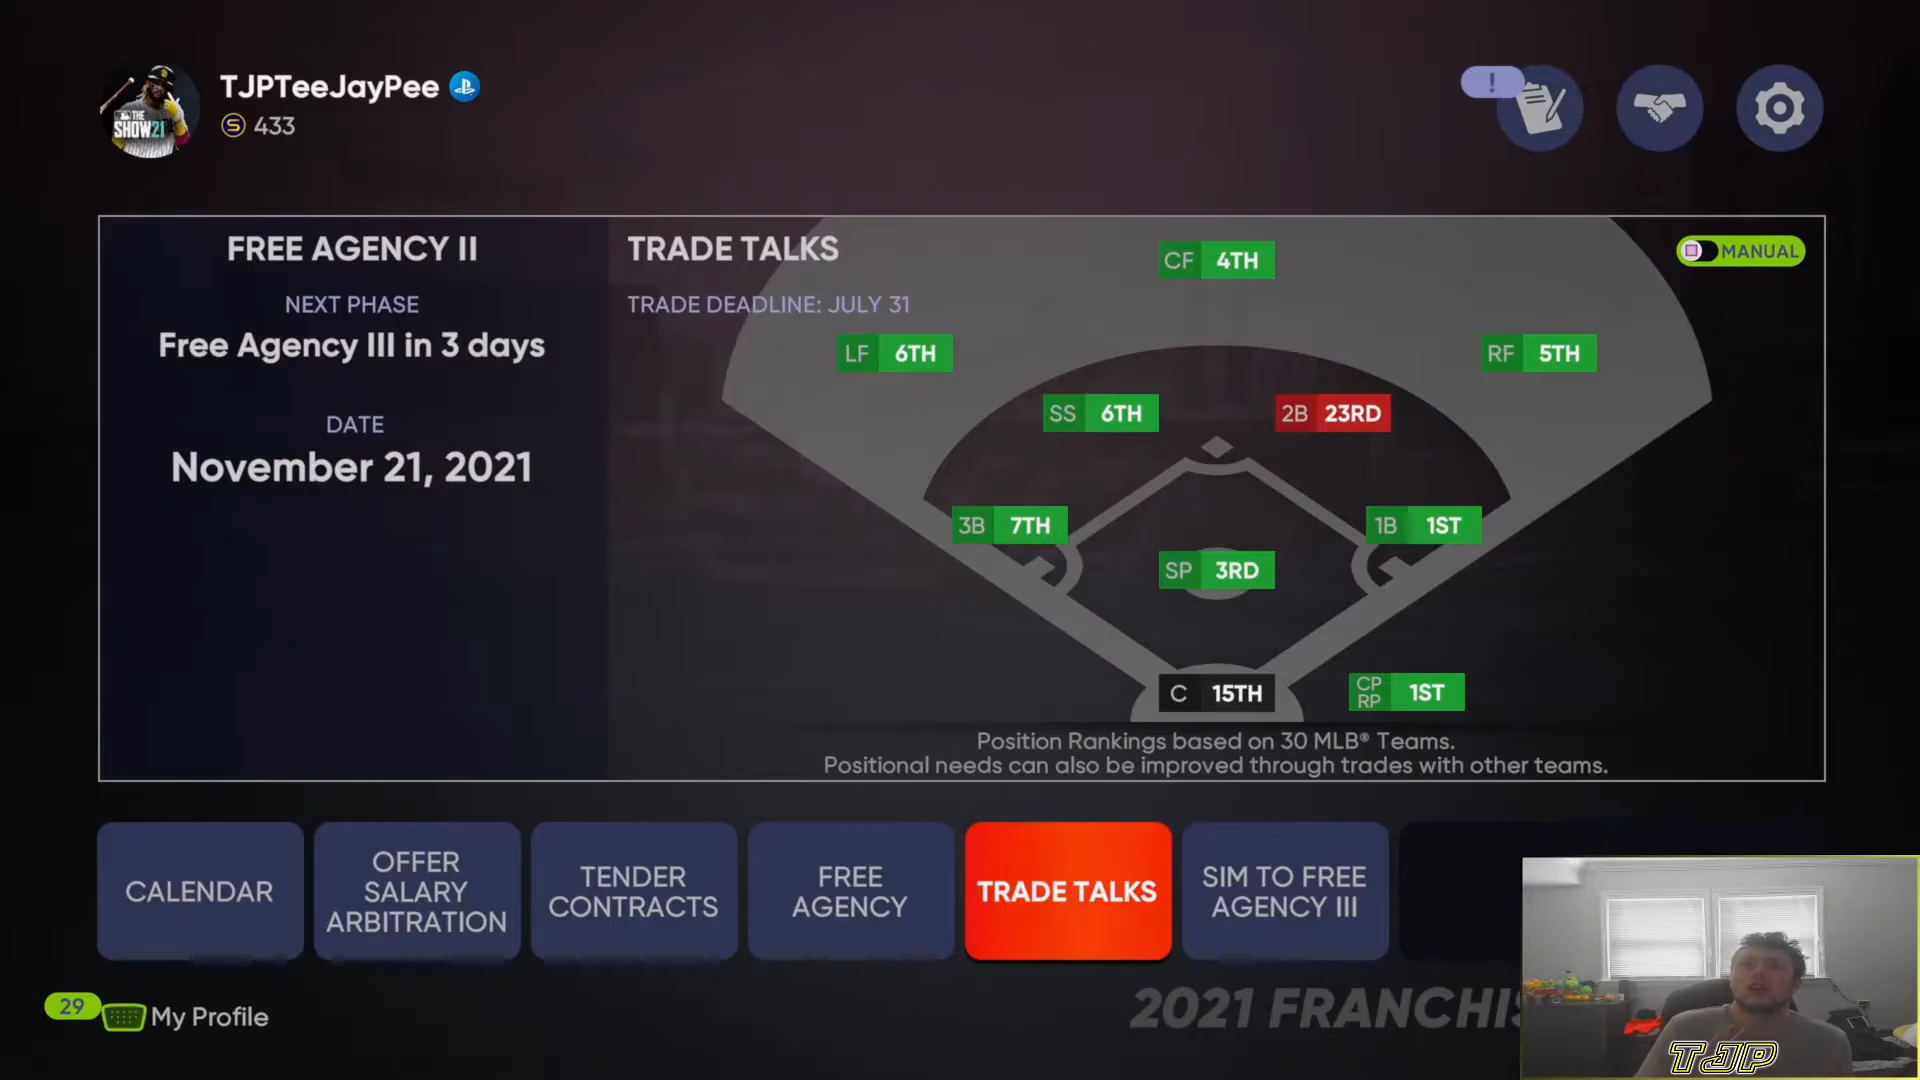 TJPTeeJayPee
433
THE
SHOW21
!
FREE AGENCY II
NEXT PHASE
Free Agency III in 3 days
DATE
November 21, 2021
TRADE TALKS
TRADE DEADLINE: JULY 31
MANUAL
CF 4TH
LF 6TH
RF 5TH
SS 6TH
2B 23RD
3B 7TH
1B 1ST
SP 3RD
C 15TH
CP
RP
1ST
Position Rankings based on 30 MLB® Teams.
Positional needs can also be improved through trades with other teams.
CALENDAR
OFFER
SALARY
ARBITRATION
TENDER
CONTRACTS
FREE
AGENCY
TRADE TALKS
SIM TO FREE
AGENCY III
29
My Profile
2021 FRANCHIS
TJP